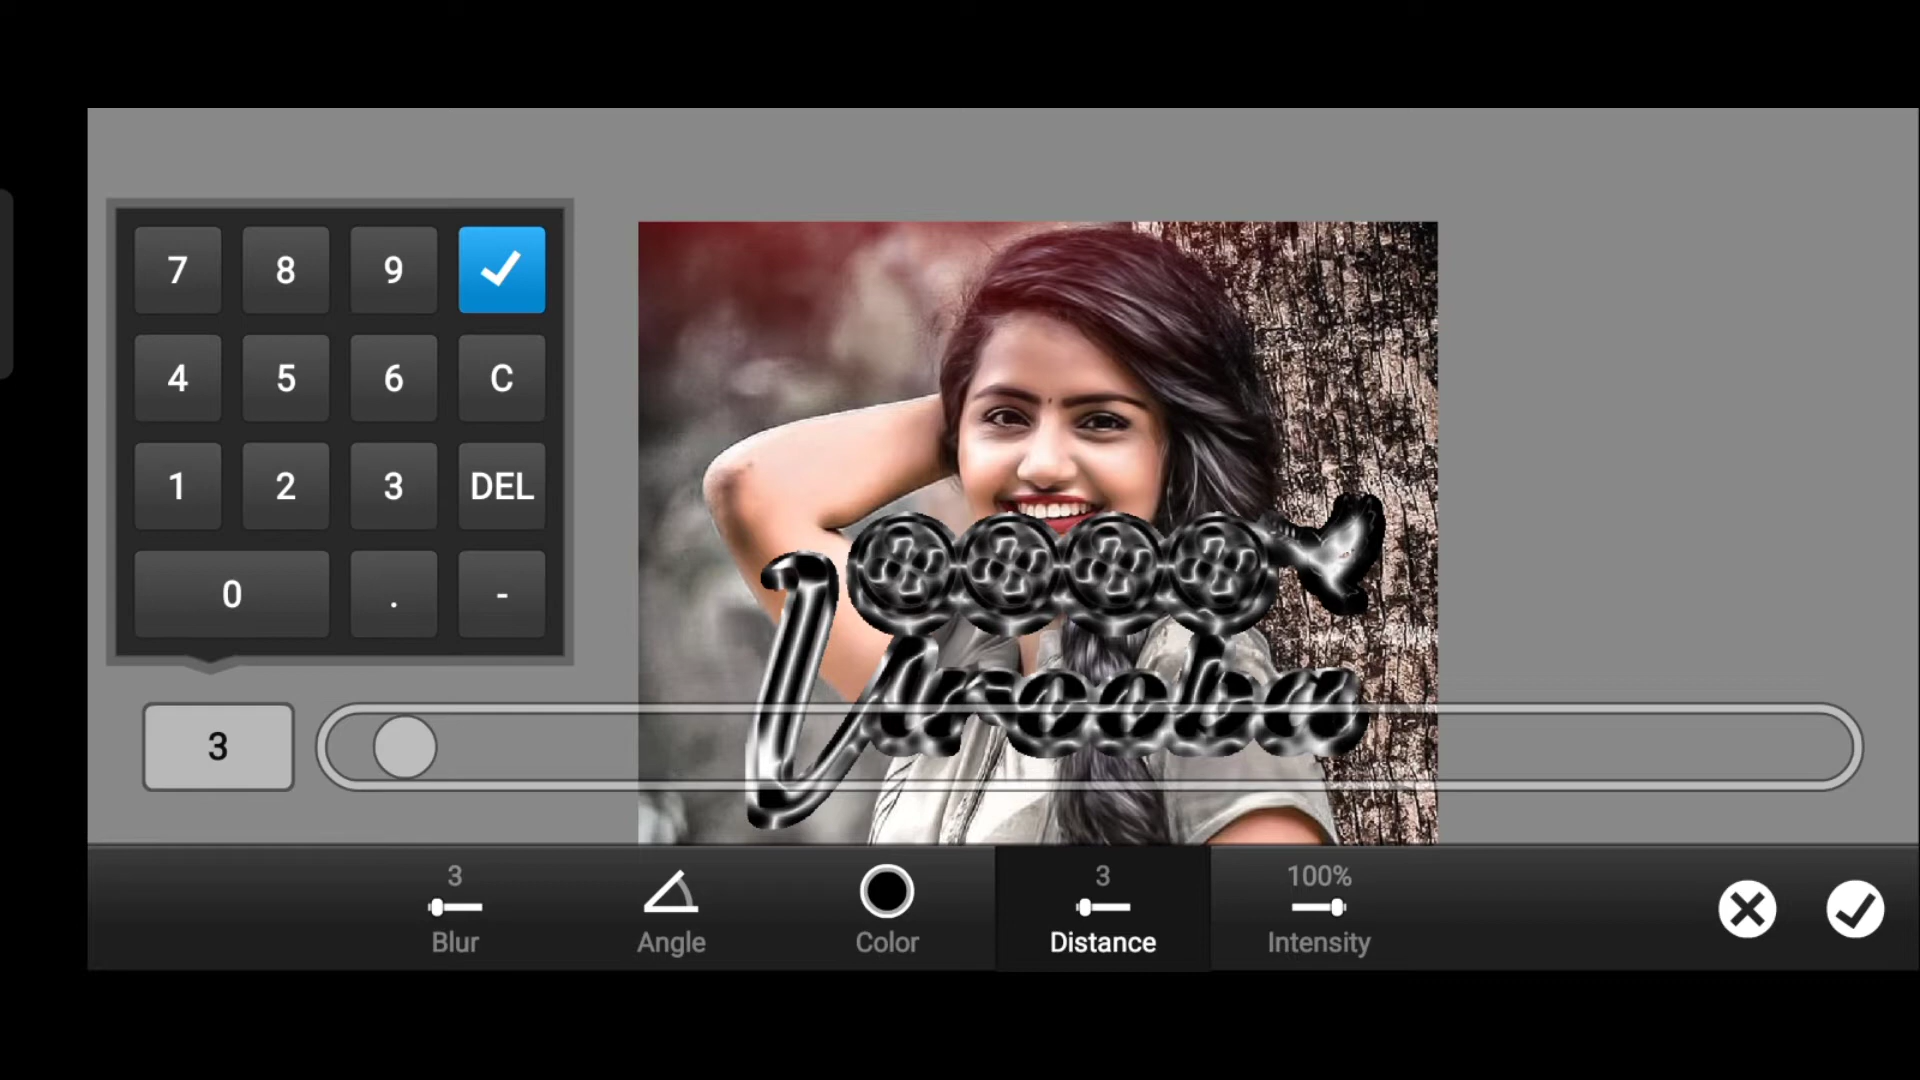 7 8 9
4 5 6 C
1 2 3 DEL
0 . -
Urooba
3
3
Blur
Angle
Color
3
Distance
100%
Intensity